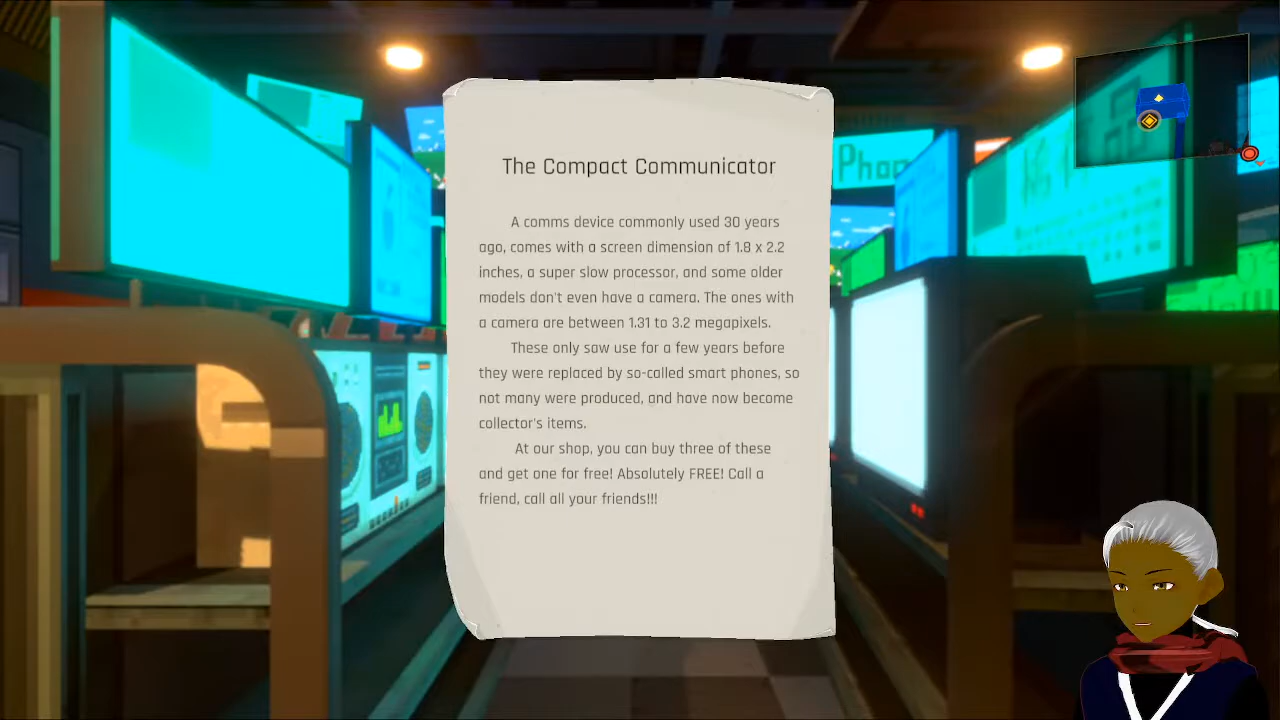 The Compact Communicator
A comms device commonly used 30 years
ago, comes with a screen dimension of 1.8 x 2.2
inches, a super slow processor, and some older
models don't even have a camera. The ones with
a camera are between 1.31 to 3.2 megapixels.
These only saw use for a few years before
they were replaced by so-called smart phones, so
not many were produced, and have now become
collector's items.
At our shop, you can buy three of these
and get one for free! Absolutely FREE! Call a
friend, call all your friends!!!